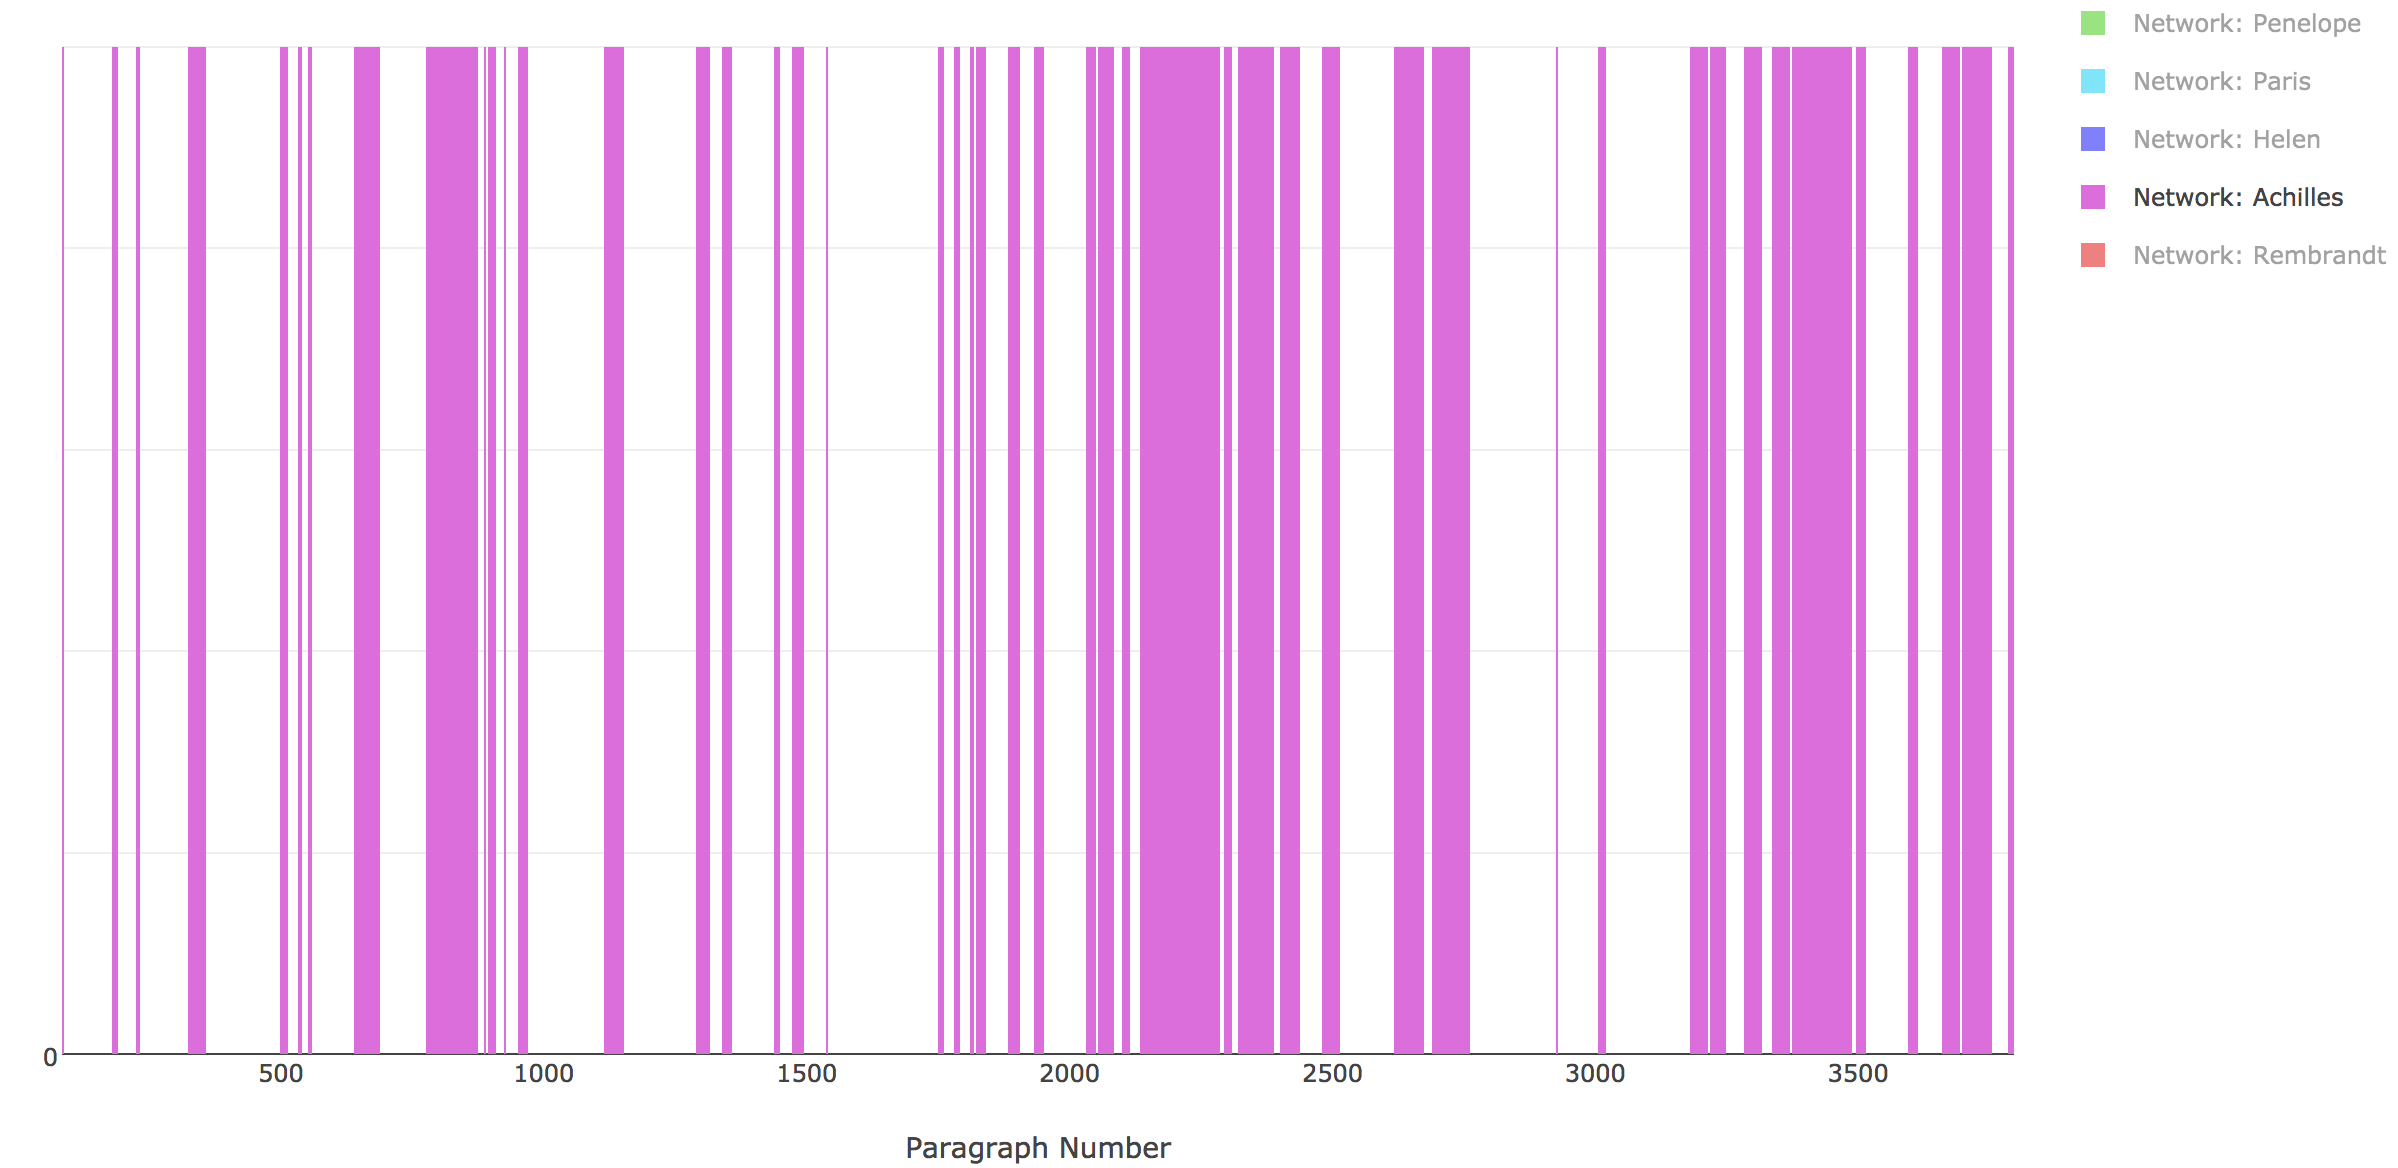 Network: Penelope
Network: Paris
Network: Helen
Network: Achilles
Network: Rembrandt
0
500 1000 1500 2000 2500 3000 3500
Paragraph Number